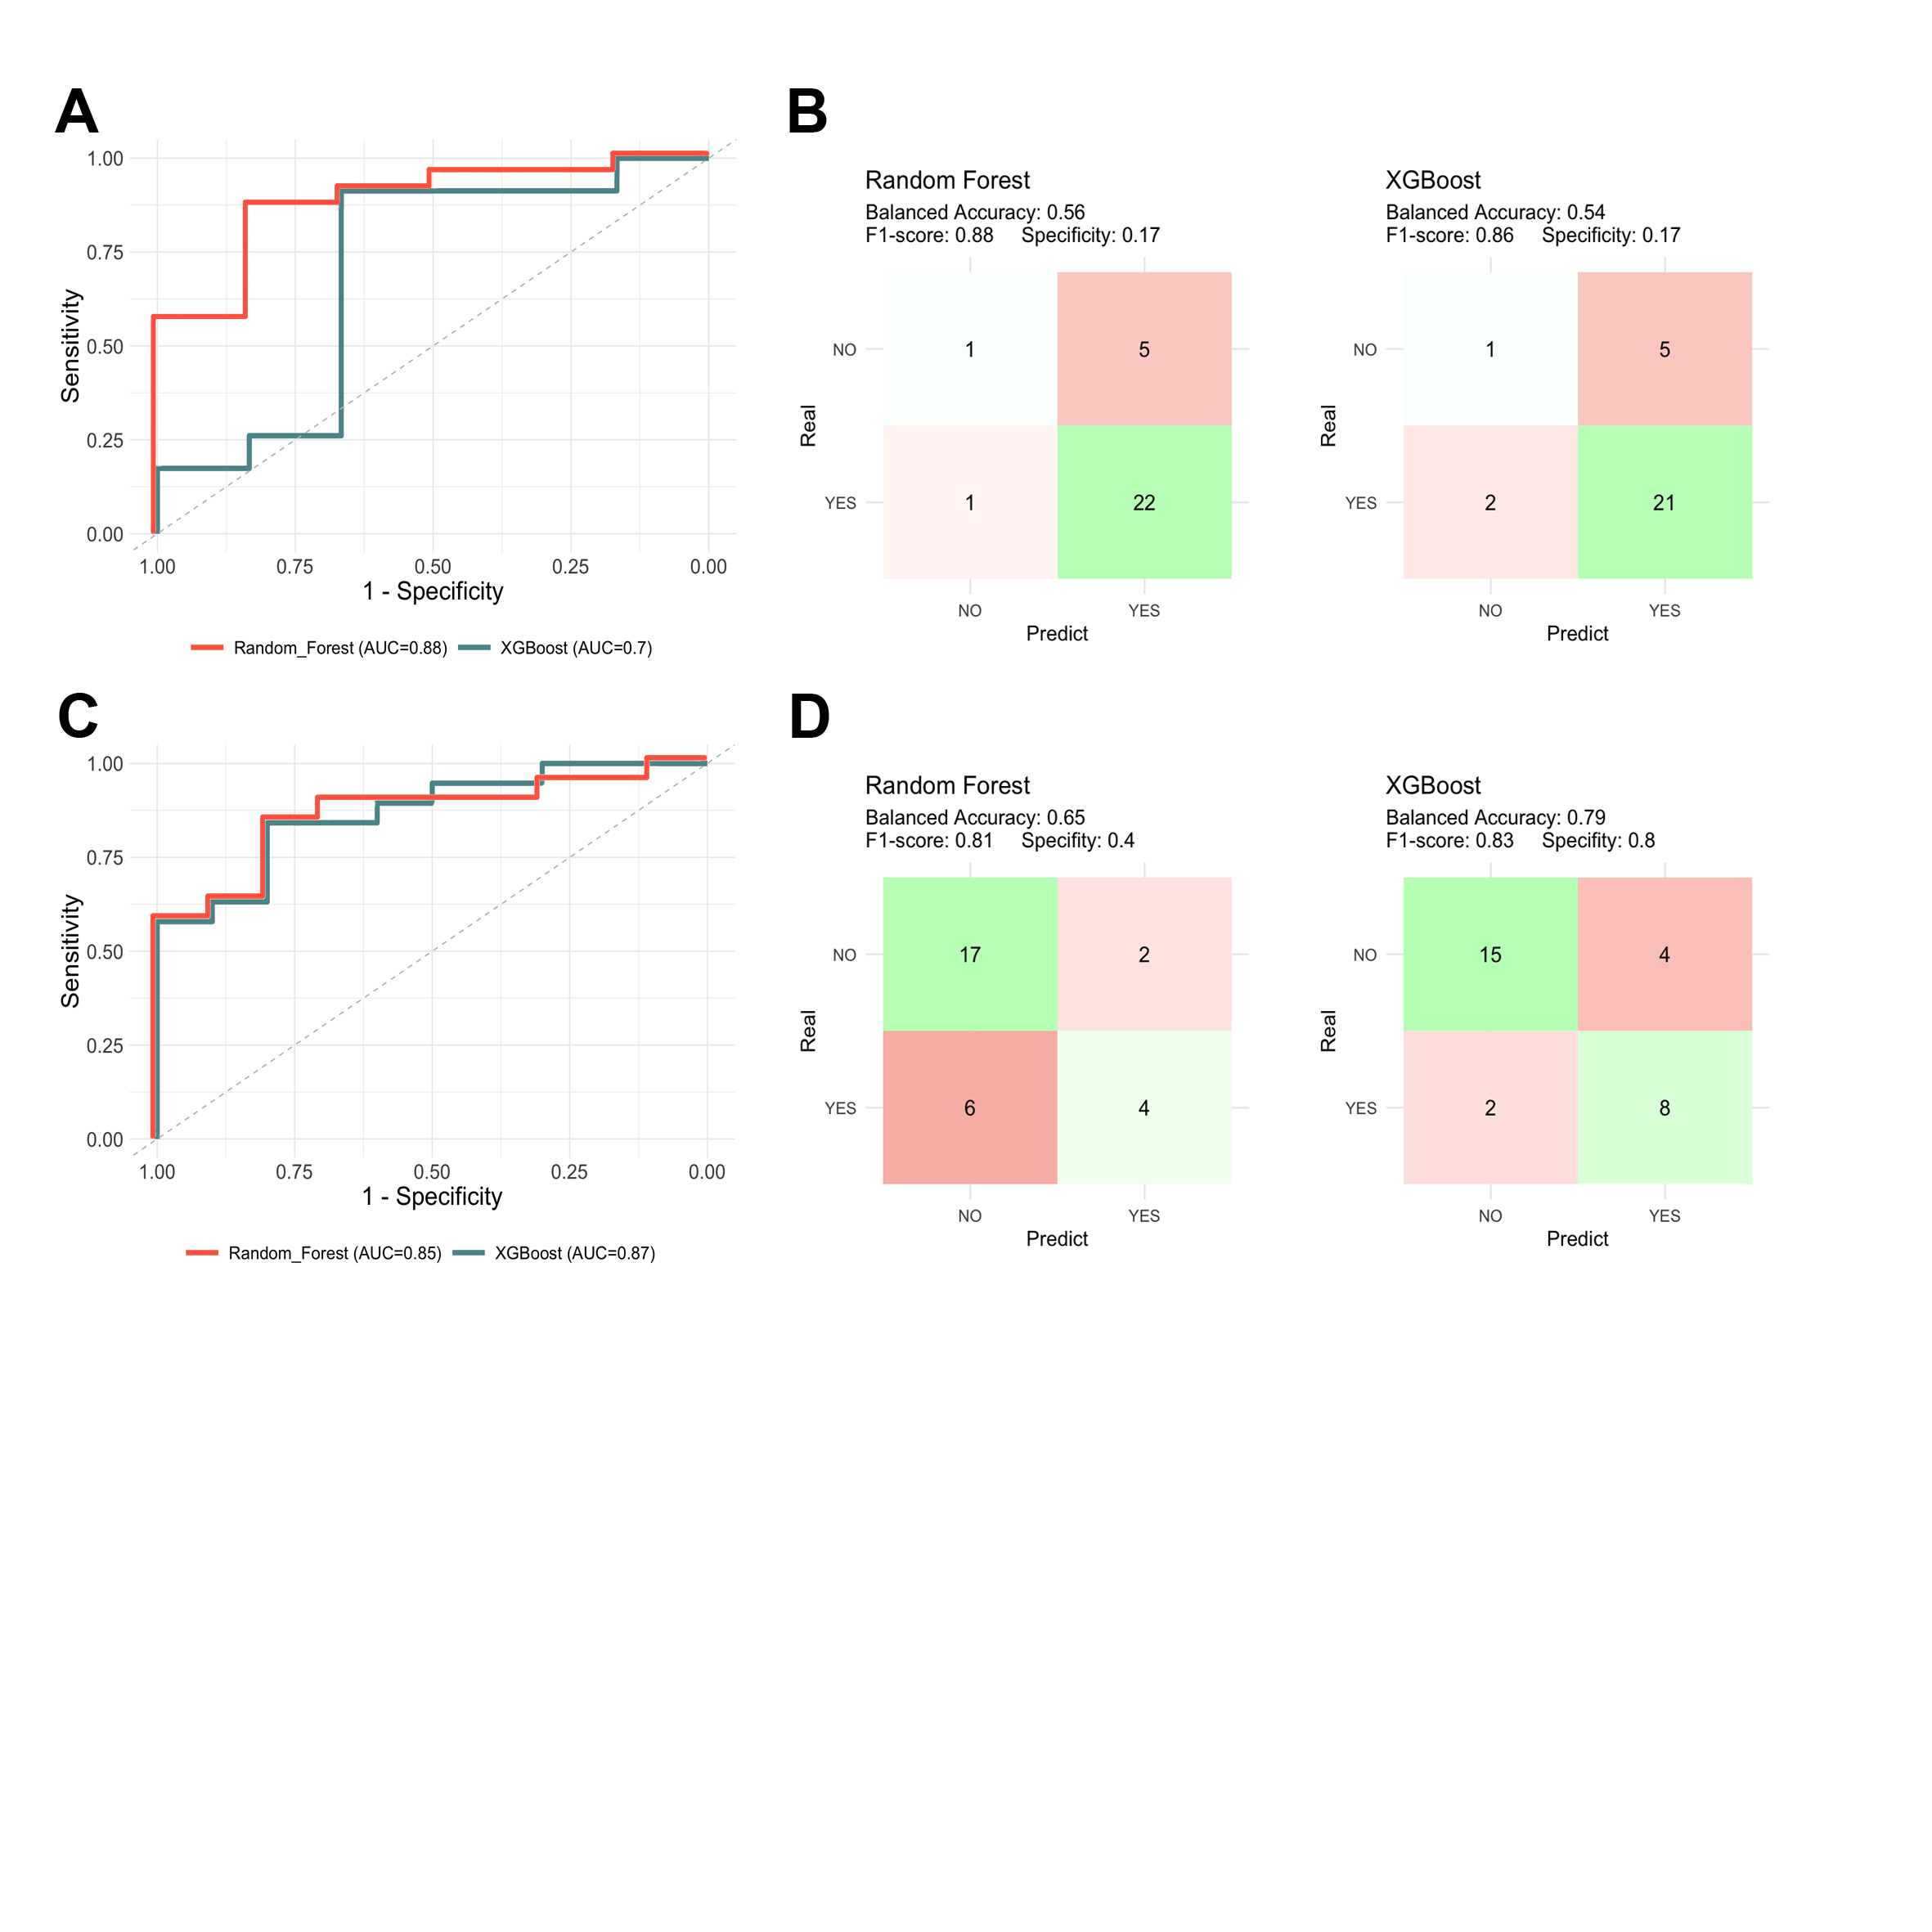 A
1.00
0.75
0.50
0.25
0.00
Sensitivity
1.00 0.75 0.50 0.25 0.00
1 - Specificity
Random_Forest (AUC=0.88) XGBoost (AUC=0.7)
B
Random Forest
Balanced Accuracy: 0.56
F1-score: 0.88 Specificity: 0.17
NO 1 5
Real
YES 1 22
NO YES
Predict
XGBoost
Balanced Accuracy: 0.54
F1-score: 0.86 Specificity: 0.17
NO 1 5
Real
YES 2 21
NO YES
Predict
C
1.00
0.75
0.50
0.25
0.00
Sensitivity
1.00 0.75 0.50 0.25 0.00
1 - Specificity
Random_Forest (AUC=0.85) XGBoost (AUC=0.87)
D
Random Forest
Balanced Accuracy: 0.65
F1-score: 0.81 Specifity: 0.4
NO 17 2
Real
YES 6 4
NO YES
Predict
XGBoost
Balanced Accuracy: 0.79
F1-score: 0.83 Specifity: 0.8
NO 15 4
Real
YES 2 8
NO YES
Predict